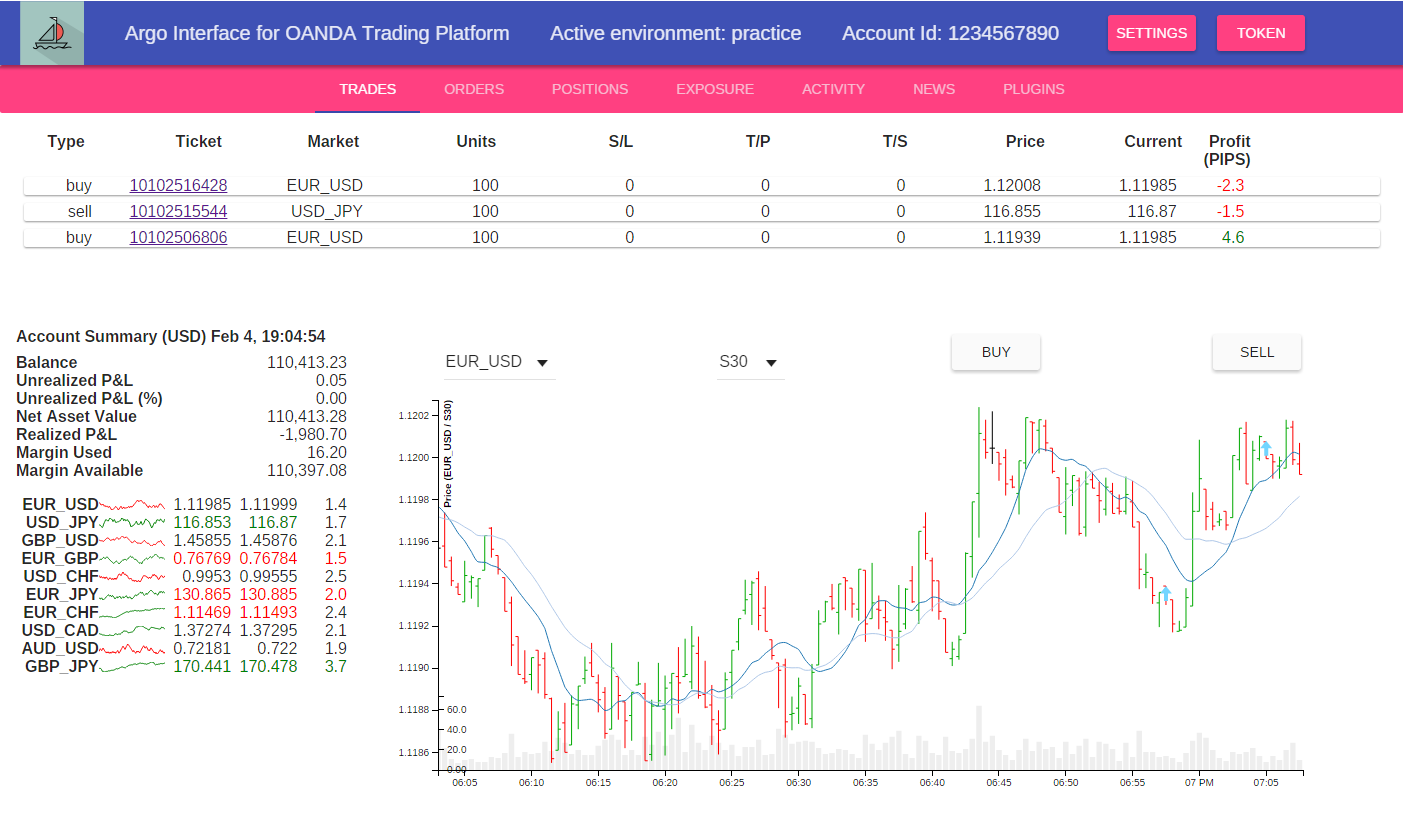 Argo Interface for OANDA Trading Platform Active environment: practice Account Id: 1234567890 SETTINGS TOKEN
TRADES ORDERS POSITIONS EXPOSURE ACTIVITY NEWS PLUGINS
Type Ticket Market Units S/L T/P T/S Price Current Profit (PIPS)
buy 10102516428 EUR_USD 100 0 0 0 1.12008 1.11985 -2.3
sell 10102515544 USD_JPY 100 0 0 0 116.855 116.87 -1.5
buy 10102506806 EUR_USD 100 0 0 0 1.11939 1.11985 4.6
Account Summary (USD) Feb 4, 19:04:54
Balance 110,413.23
Unrealized P&L 0.05
Unrealized P&L (%) 0.00
Net Asset Value 110,413.28
Realized P&L -1,980.70
Margin Used 16.20
Margin Available 110,397.08
EUR_USD 1.11985 1.11999 1.4
USD_JPY 116.853 116.87 1.7
GBP_USD 1.45855 1.45876 2.1
EUR_GBP 0.76769 0.76784 1.5
USD_CHF 0.9953 0.99555 2.5
EUR_JPY 130.865 130.885 2.0
EUR_CHF 1.11469 1.11493 2.4
USD_CAD 1.37274 1.37295 2.1
AUD_USD 0.72181 0.722 1.9
GBP_JPY 170.441 170.478 3.7
EUR_USD S30 BUY SELL
Price (EUR_USD / S30)
1.1202
1.1200
1.1198
1.1196
1.1194
1.1192
1.1190
1.1188
1.1186
60.0
40.0
20.0
0.00
06:05 06:10 06:15 06:20 06:25 06:30 06:35 06:40 06:45 06:50 06:55 07 PM 07:05